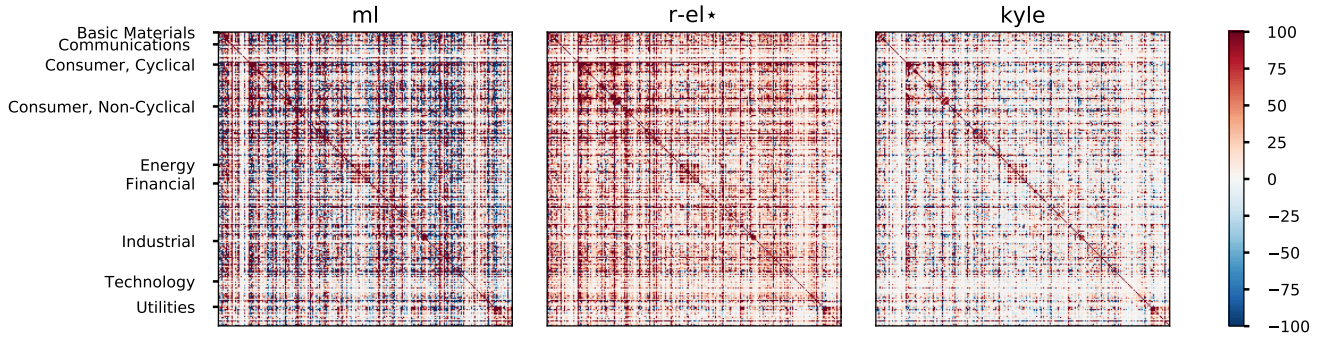 ml
r-el⋆
kyle
Basic Materials
Communications
Consumer, Cyclical
Consumer, Non-Cyclical
Energy
Financial
Industrial
Technology
Utilities
100
75
50
25
0
−25
−50
−75
−100